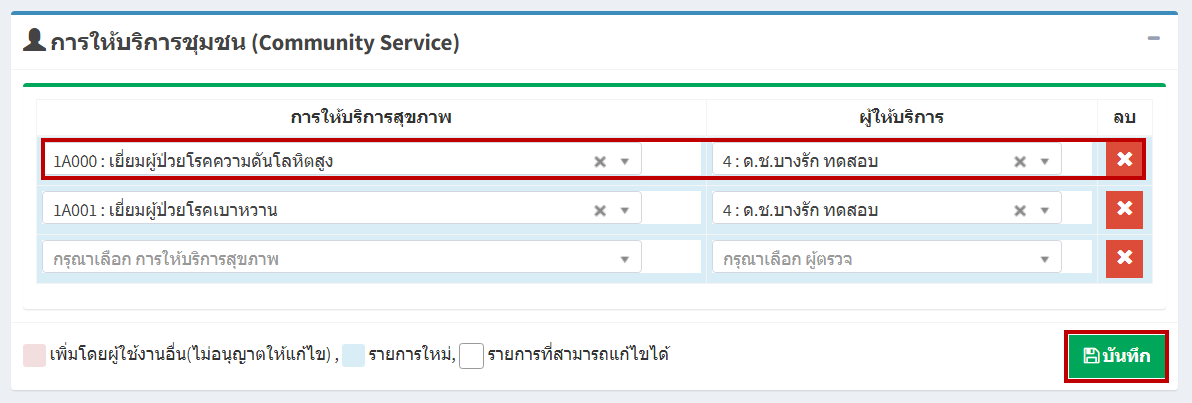 การให้บริการชุมชน (Community Service)
การให้บริการสุขภาพ ผู้ให้บริการ ลบ
1A000 : เยี่ยมผู้ป่วยโรคความดันโลหิตสูง 4 : ด.ช.บางรัก ทดสอบ
1A001 : เยี่ยมผู้ป่วยโรคเบาหวาน 4 : ด.ช.บางรัก ทดสอบ
กรุณาเลือก การให้บริการสุขภาพ กรุณาเลือก ผู้ตรวจ
เพิ่มโดยผู้ใช้งานอื่น(ไม่อนุญาตให้แก้ไข) , รายการใหม่, รายการที่สามารถแก้ไขได้ บันทึก